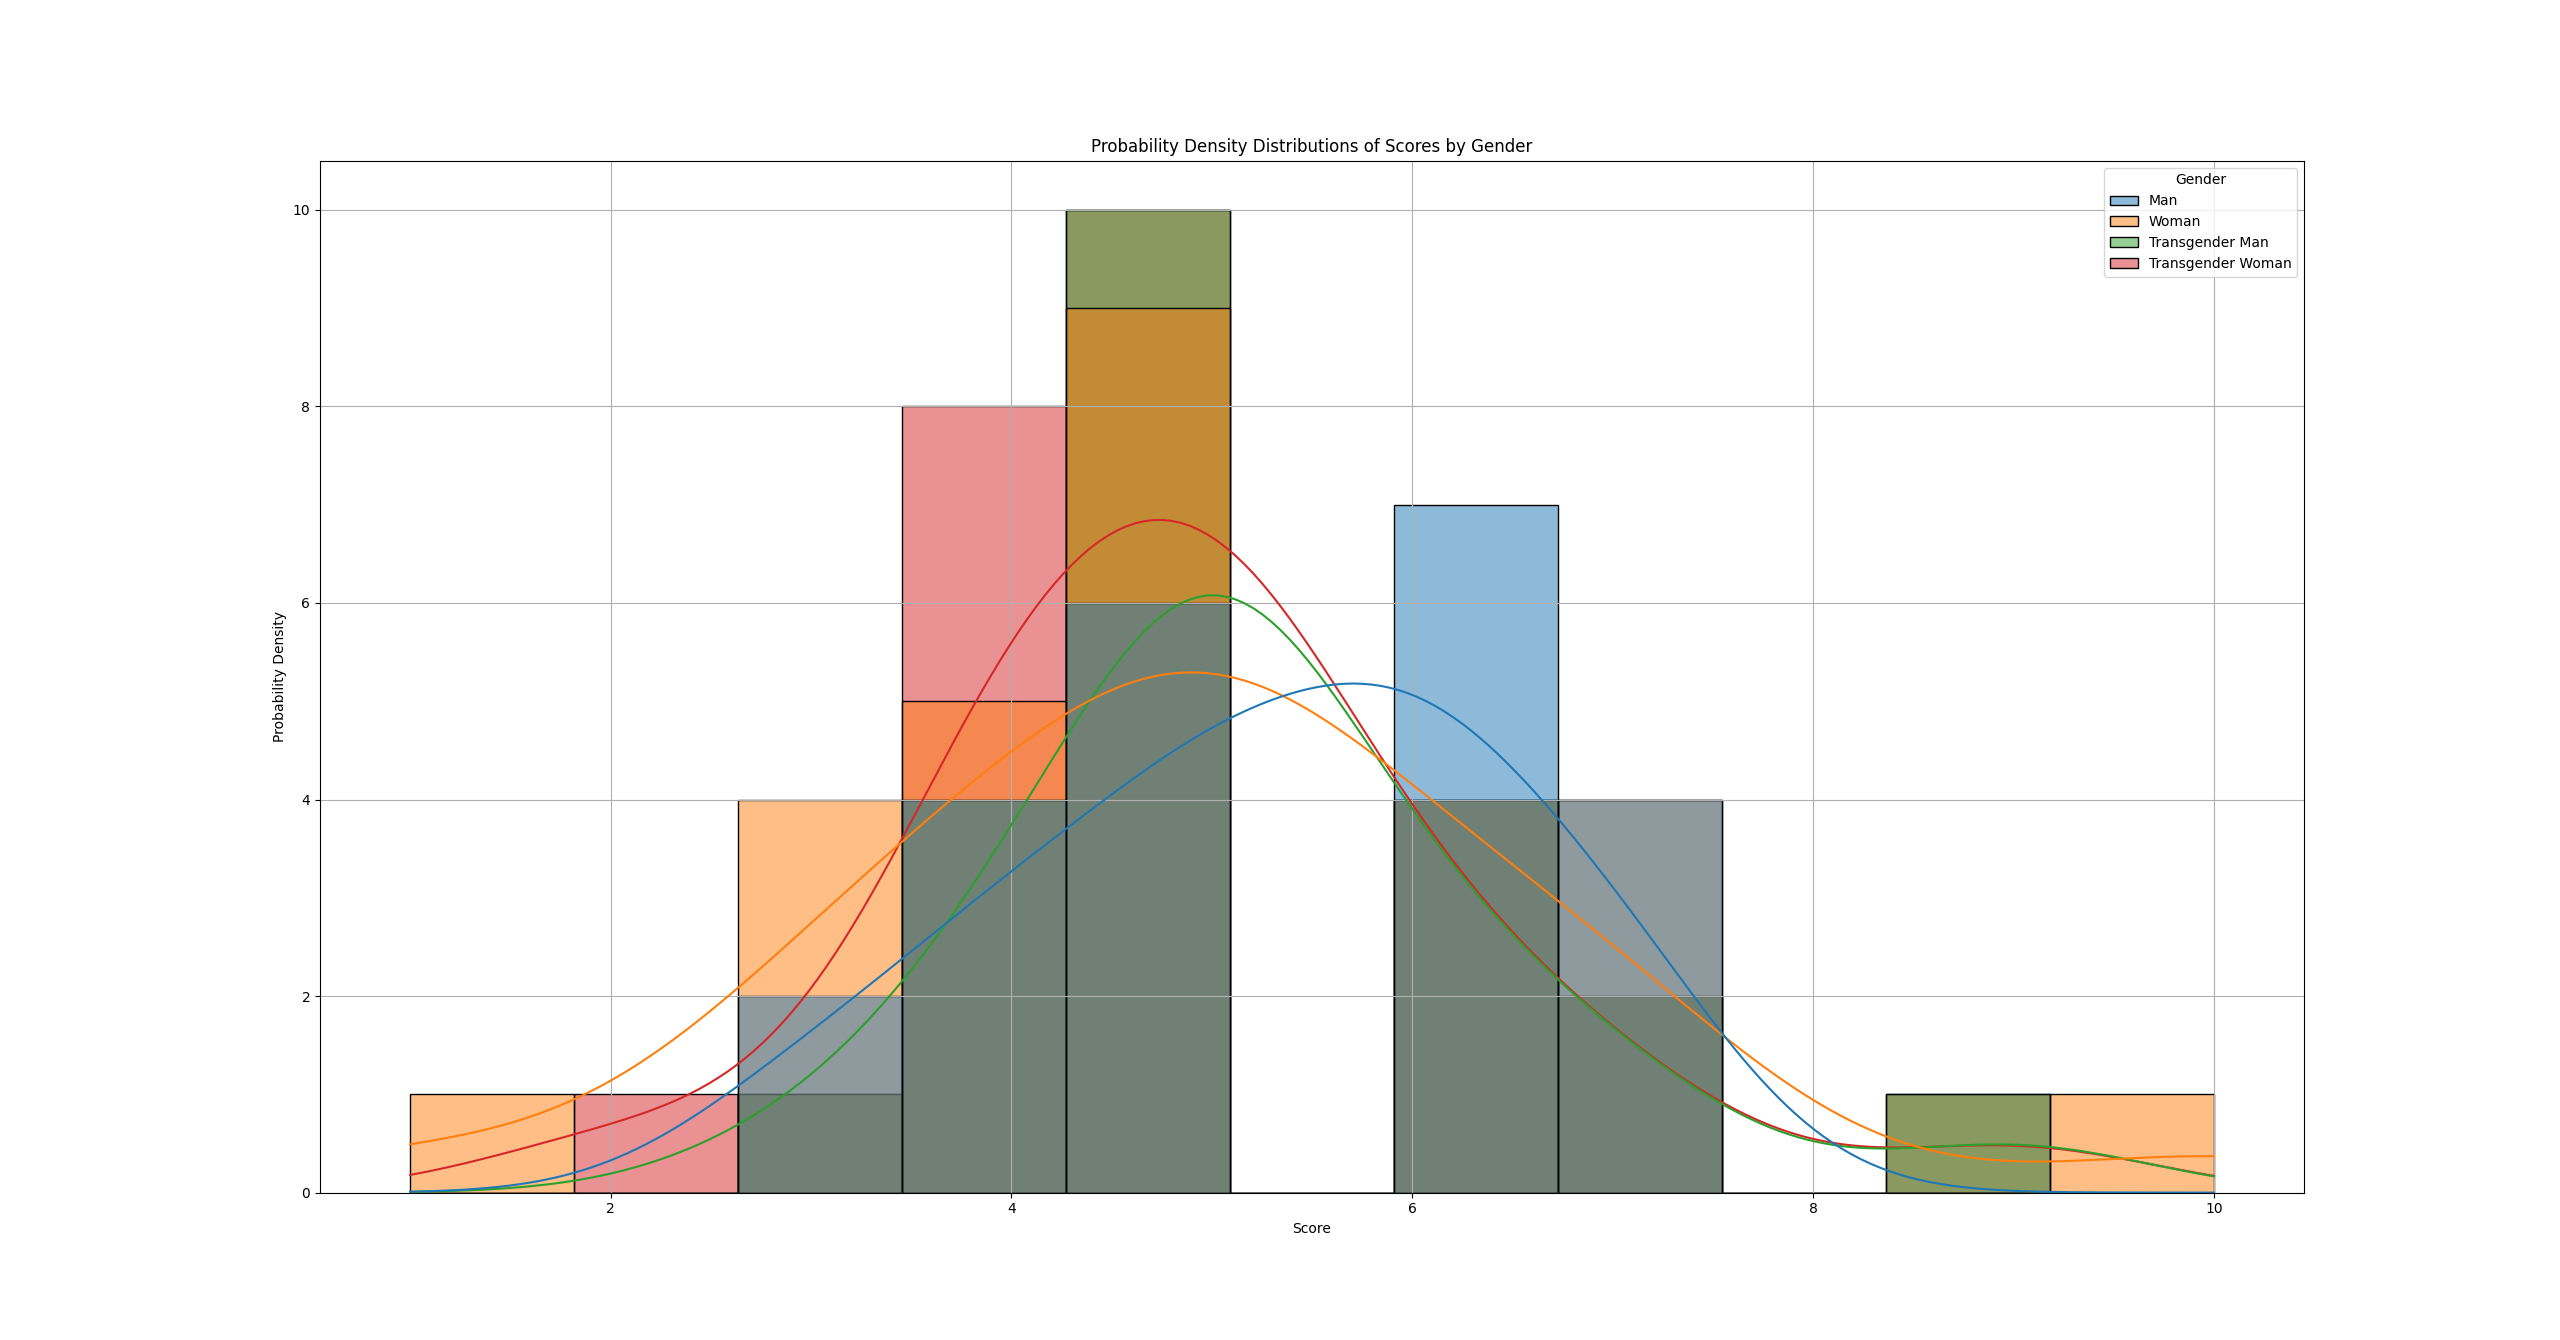 Probability Density Distributions of Scores by Gender
Gender
Man
Woman
Transgender Man
Transgender Woman
Probability Density
10
8
6
4
2
0
2
4
6
8
10
Score